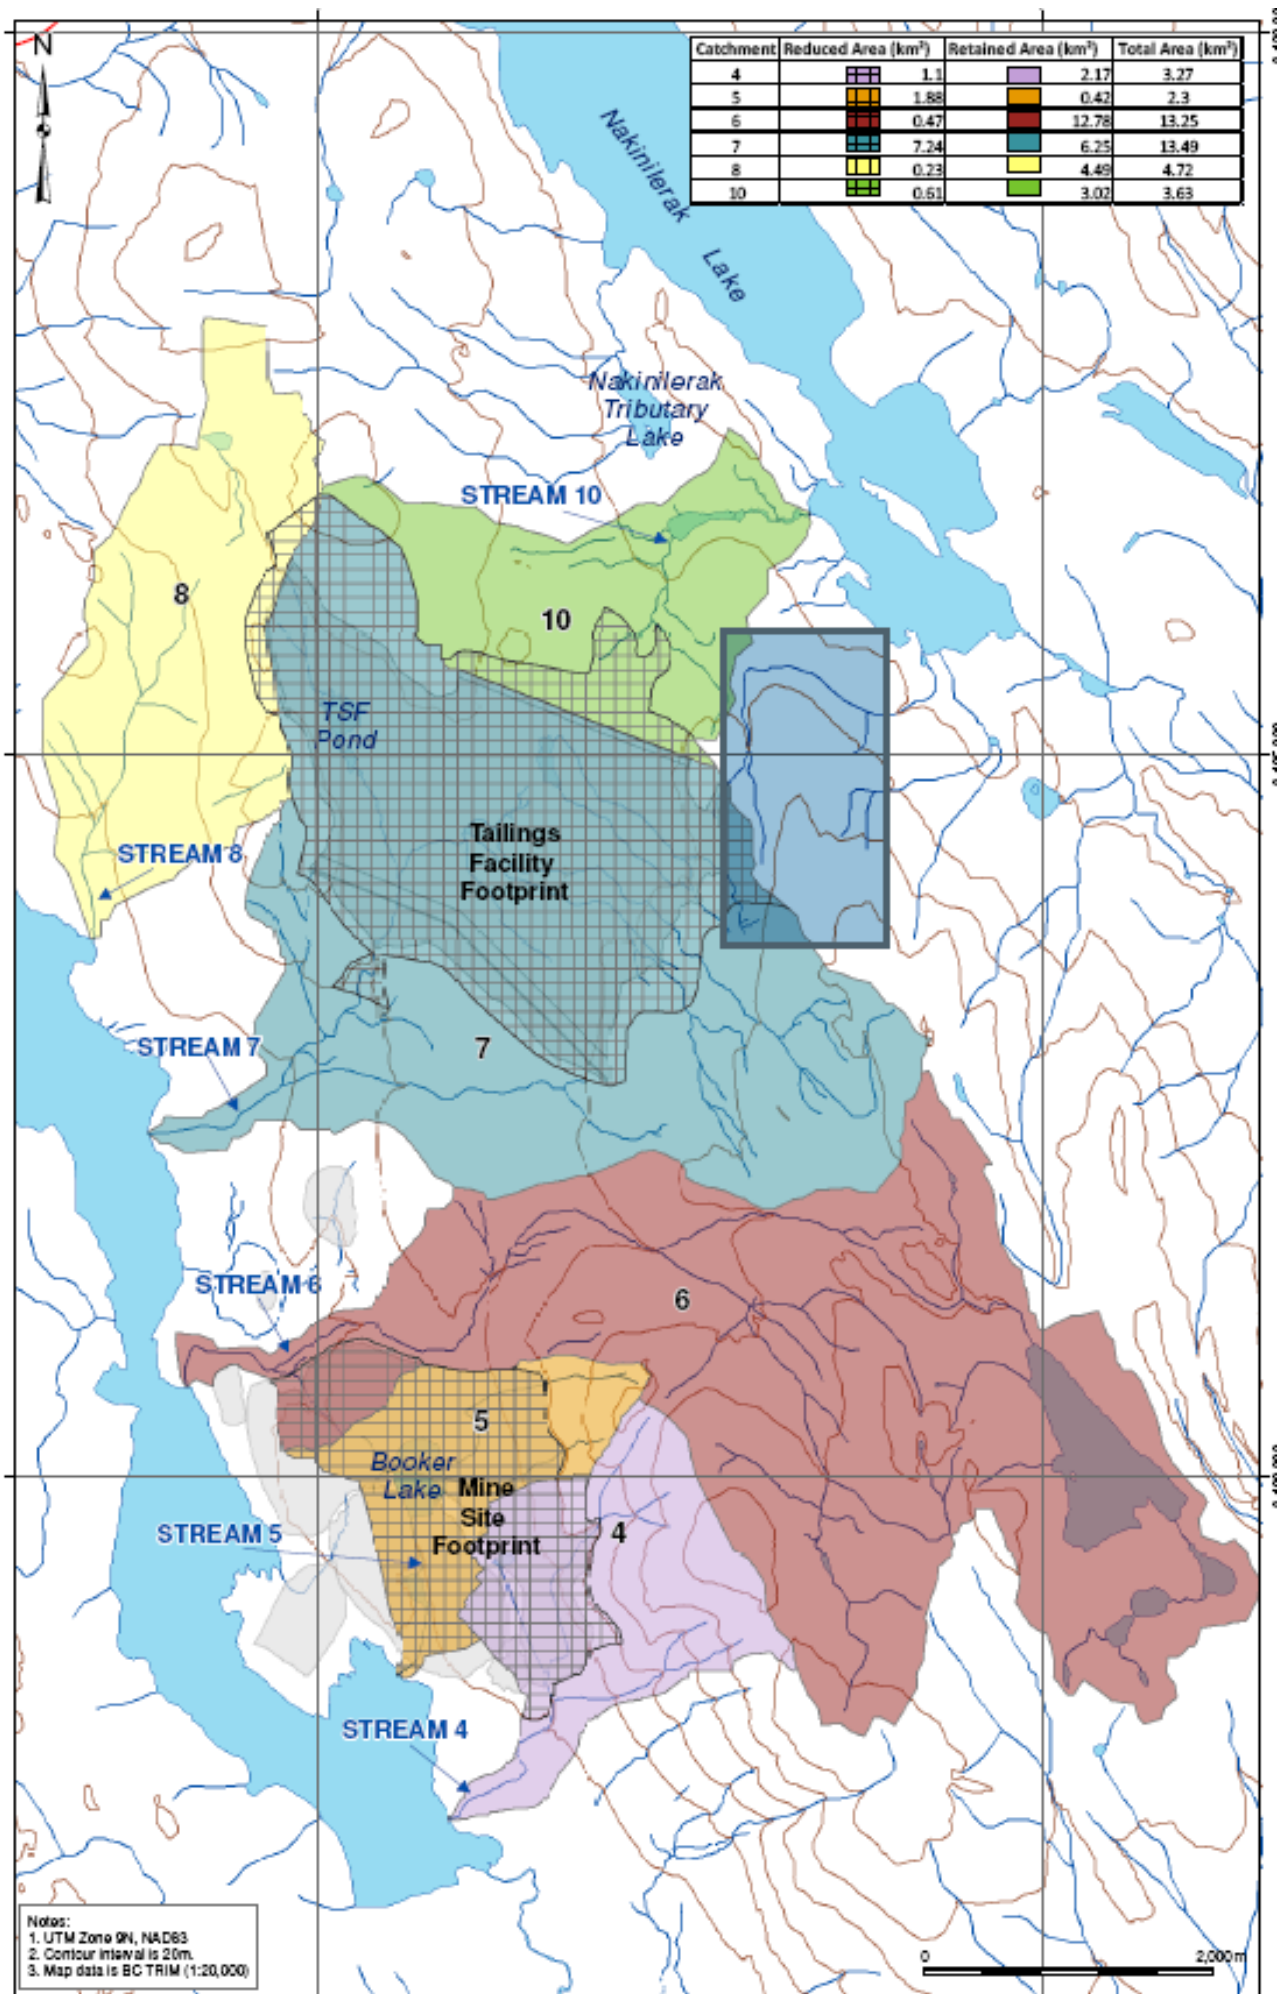 N
Catchment Reduced Area (km²) Retained Area (km²) Total Area (km²)
4 1.1 2.17 3.27
5 1.88 0.42 2.3
6 0.47 12.78 13.25
7 7.24 6.25 13.49
8 0.23 4.49 4.72
10 0.61 3.02 3.63
Nakinilerak
Lake
Nakinilerak
Tributary
Lake
STREAM 10
8
10
TSF
Pond
Tailings
Facility
Footprint
STREAM 8
STREAM 7
7
STREAM 6
6
5
Booker
Lake
Mine
Site
Footprint
STREAM 5
4
STREAM 4
Notes:
1. UTM Zone 9N, NAD83
2. Contour interval is 20m.
3. Map data is BC TRIM (1:20,000)
0 2,000m